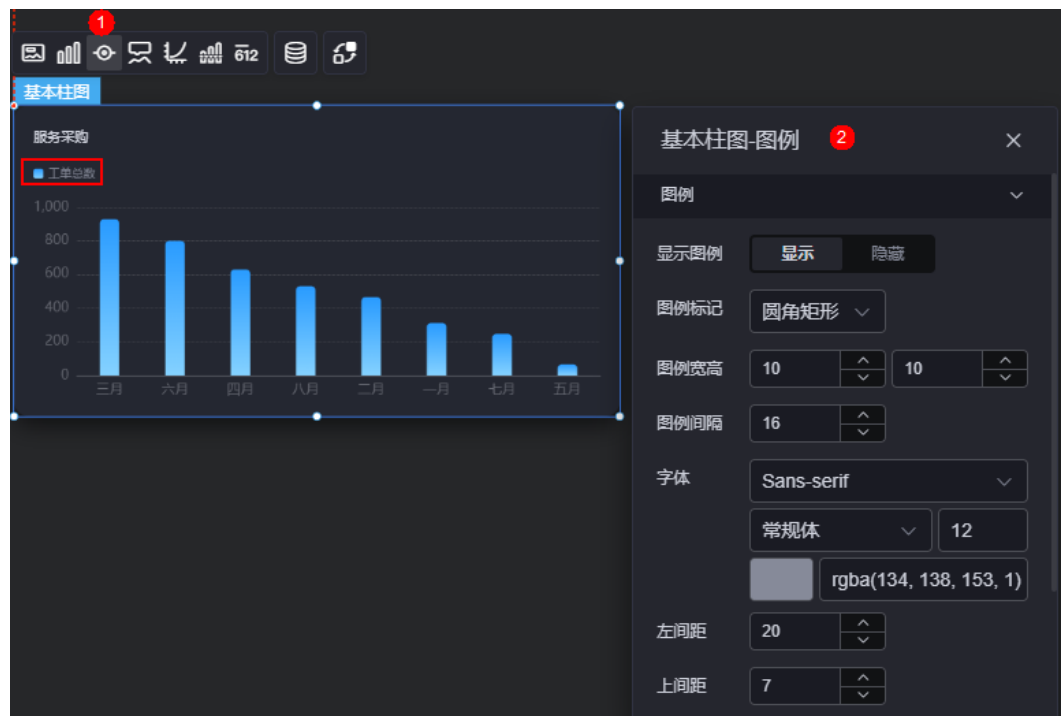 1
612
基本柱图
服务采购
工单总数
1,000
800
600
400
200
0
三月 六月 四月 八月 二月 一月 七月 五月
基本柱图-图例 2
图例
显示图例 显示 隐藏
图例标记 圆角矩形
图例宽高 10 10
图例间隔 16
字体 Sans-serif
常规体 12
rgba(134, 138, 153, 1)
左间距 20
上间距 7